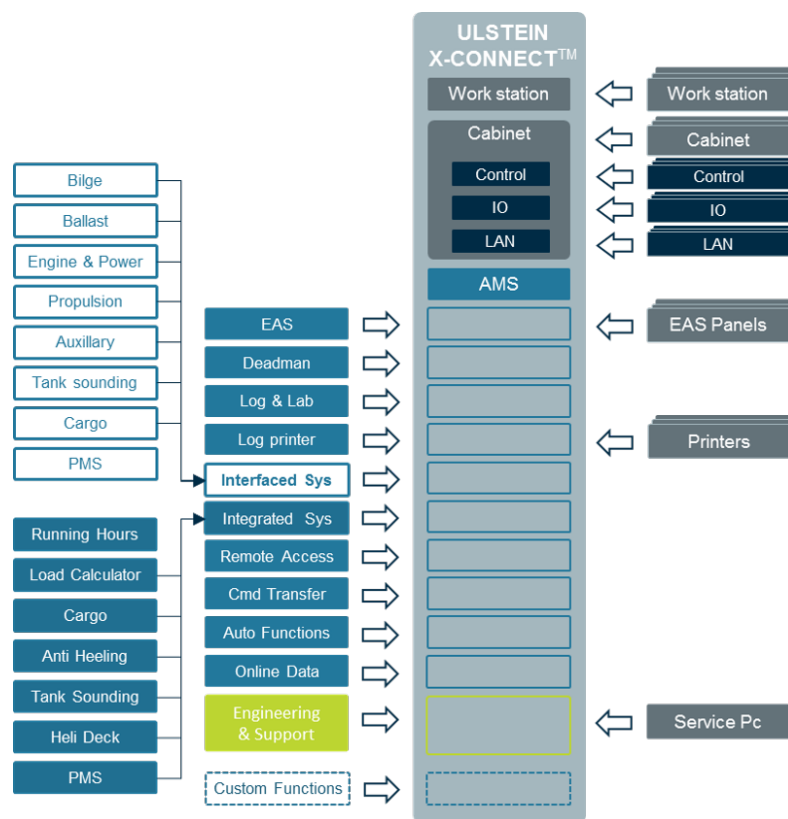 ULSTEIN
X-CONNECT™
Work station
Cabinet
Control
IO
LAN
AMS
Work station
Cabinet
Control
IO
LAN
EAS Panels
Printers
Service Pc
Bilge
Ballast
Engine & Power
Propulsion
Auxillary
Tank sounding
Cargo
PMS
Running Hours
Load Calculator
Cargo
Anti Heeling
Tank Sounding
Heli Deck
PMS
EAS
Deadman
Log & Lab
Log printer
Interfaced Sys
Integrated Sys
Remote Access
Cmd Transfer
Auto Functions
Online Data
Engineering
& Support
Custom Functions